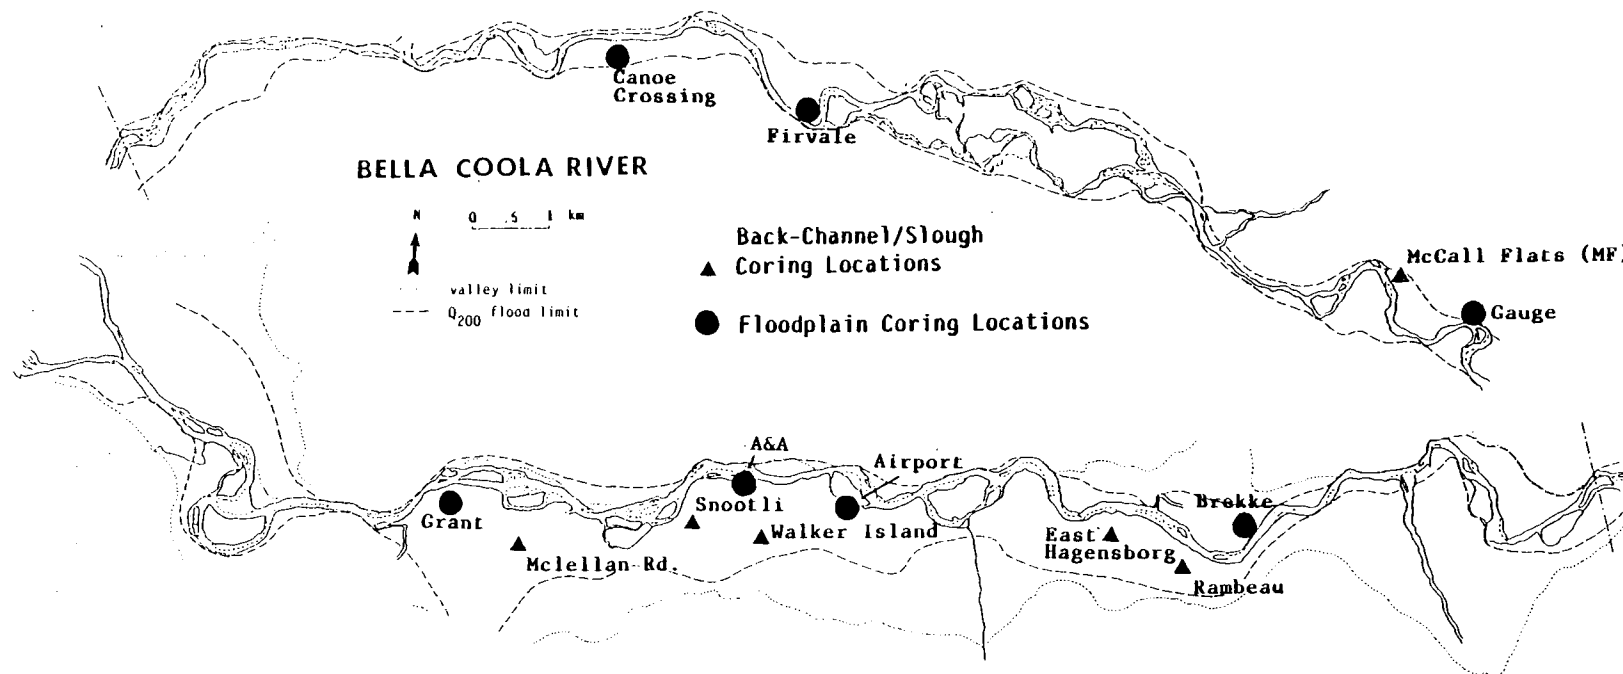 Canoe
Crossing
Firvale
BELLA COOLA RIVER
N 0 .5 1 km
Back-Channel/Slough
Coring Locations
McCall Flats (MF)
valley limit
Q200 flood limit
Floodplain Coring Locations
Gauge
A&A
Airport
Snootli
Grant
Brokke
Walker Island
East
Hagensborg
Mclellan Rd.
Rambeau